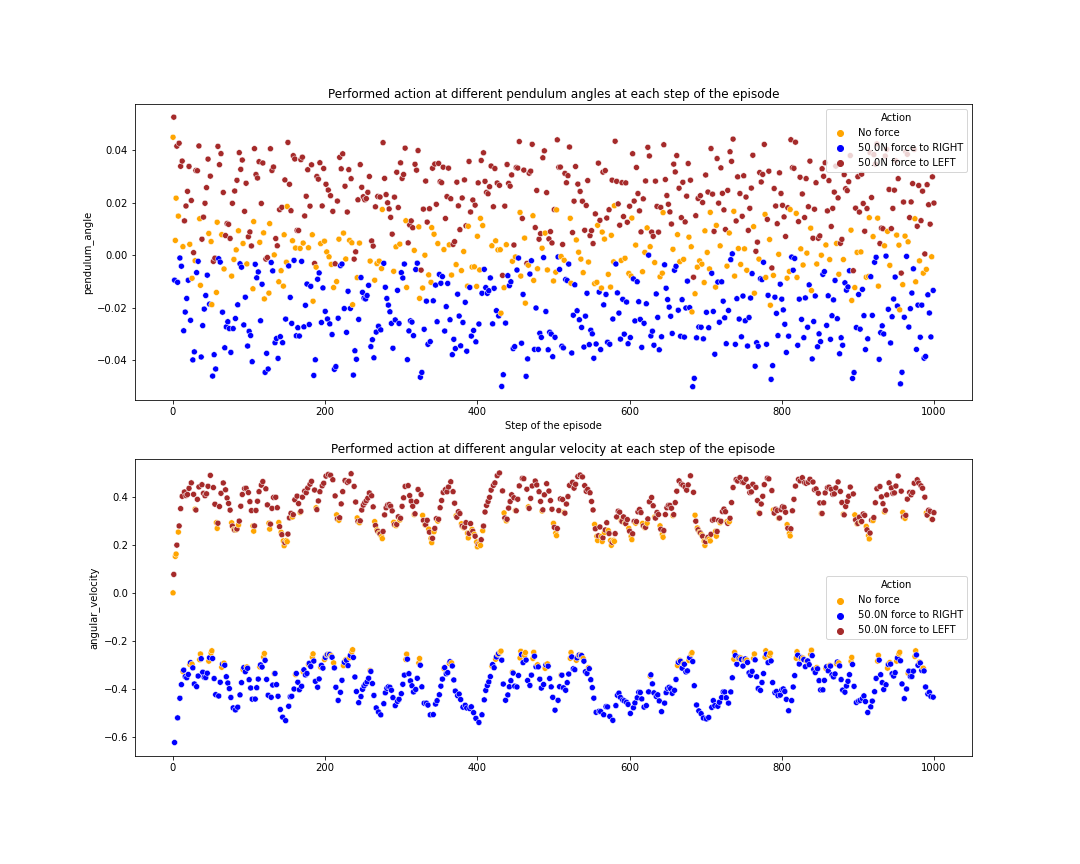 Performed action at different pendulum angles at each step of the episode
Action
No force
50.0N force to RIGHT
50.0N force to LEFT
0.04
0.02
0.00
−0.02
−0.04
pendulum_angle
0
200
400
600
800
1000
Step of the episode
Performed action at different angular velocity at each step of the episode
0.4
0.2
0.0
−0.2
−0.4
−0.6
angular_velocity
Action
No force
50.0N force to RIGHT
50.0N force to LEFT
0
200
400
600
800
1000